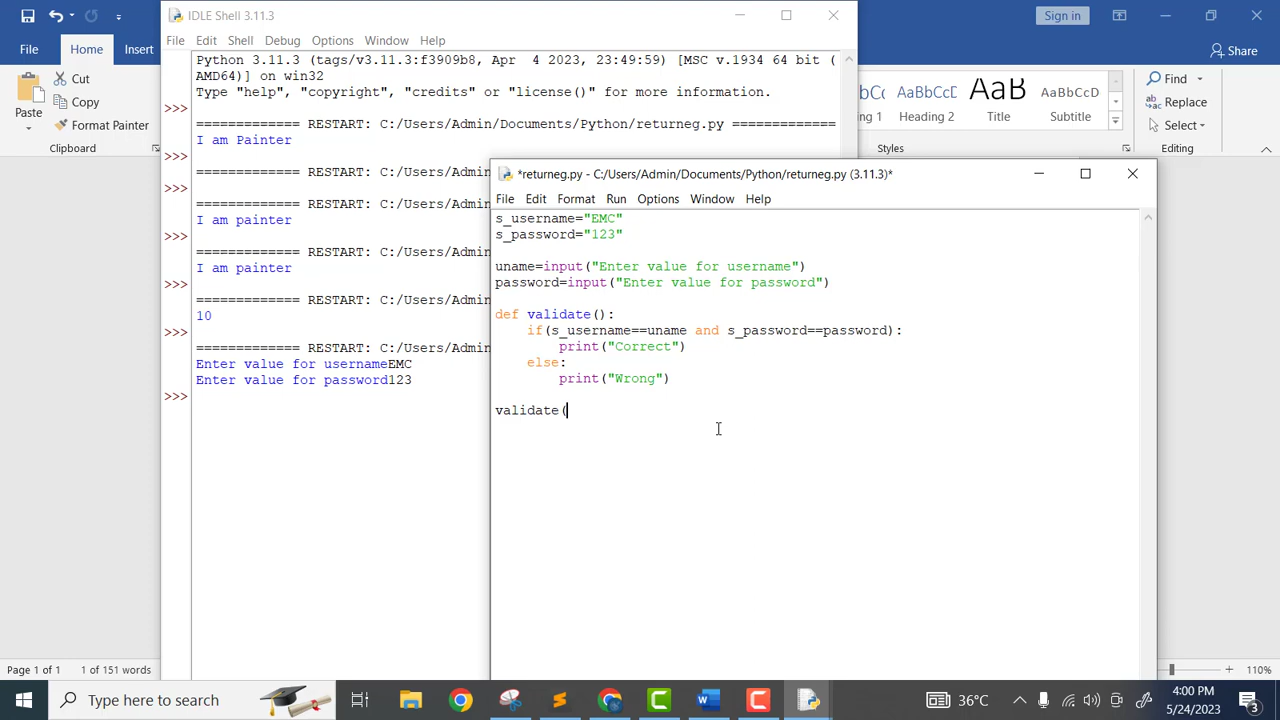 IDLE Shell 3.11.3
Sign in
File Edit Shell Debug Options Window Help
File Home Insert
Share
Python 3.11.3 (tags/v3.11.3:f3909b8, Apr  4 2023, 23:49:59) [MSC v.1934 64 bit (
AMD64)] on win32
Type "help", "copyright", "credits" or "license()" for more information.
>>>
============= RESTART: C:/Users/Admin/Documents/Python/returneg.py =============
I am Painter
>>>
============= RESTART: C:/Users/Admin
>>>
============= RESTART: C:/Users/Admin
I am painter
>>>
============= RESTART: C:/Users/Admin
I am painter
>>>
============= RESTART: C:/Users/Admin
10
>>>
============= RESTART: C:/Users/Admin
Enter value for usernameEMC
Enter value for password123
>>>
Paste
Cut
Copy
Format Painter
Clipboard
AaBbCcD AaB AaBbCcD
Heading 2 Title Subtitle
Styles
Find
Replace
Select
Editing
*returneg.py - C:/Users/Admin/Documents/Python/returneg.py (3.11.3)*
File Edit Format Run Options Window Help
s_username="EMC"
s_password="123"
uname=input("Enter value for username")
password=input("Enter value for password")
def validate():
    if(s_username==uname and s_password==password):
        print("Correct")
    else:
        print("Wrong")
validate(
Page 1 of 1 1 of 151 words
110%
Type here to search
36°C
4:00 PM
5/24/2023
3